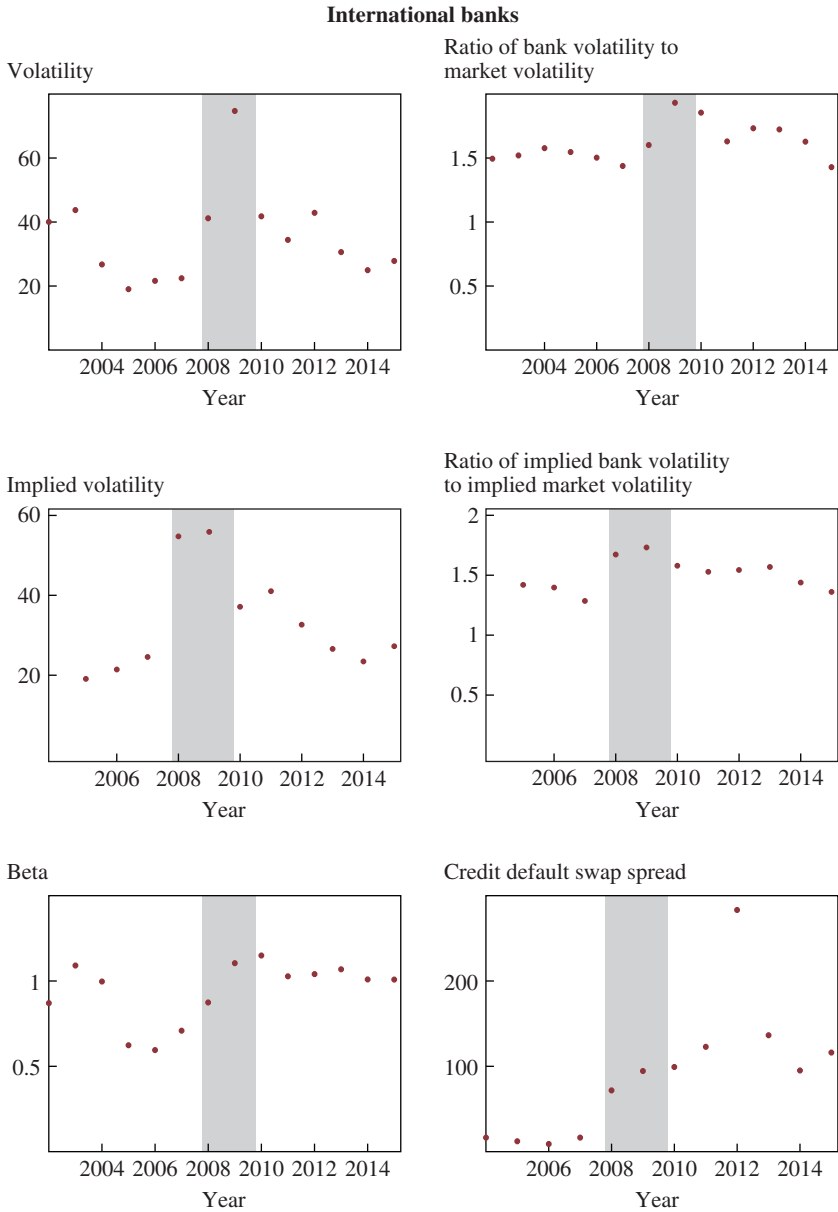 International banks
Volatility
60
40
20
2004 2006 2008 2010 2012 2014
Year
Ratio of bank volatility to
market volatility
1.5
1
0.5
2004 2006 2008 2010 2012 2014
Year
Implied volatility
60
40
20
2006 2008 2010 2012 2014
Year
Ratio of implied bank volatility
to implied market volatility
2
1.5
1
0.5
2006 2008 2010 2012 2014
Year
Beta
1
0.5
2004 2006 2008 2010 2012 2014
Year
Credit default swap spread
200
100
2006 2008 2010 2012 2014
Year